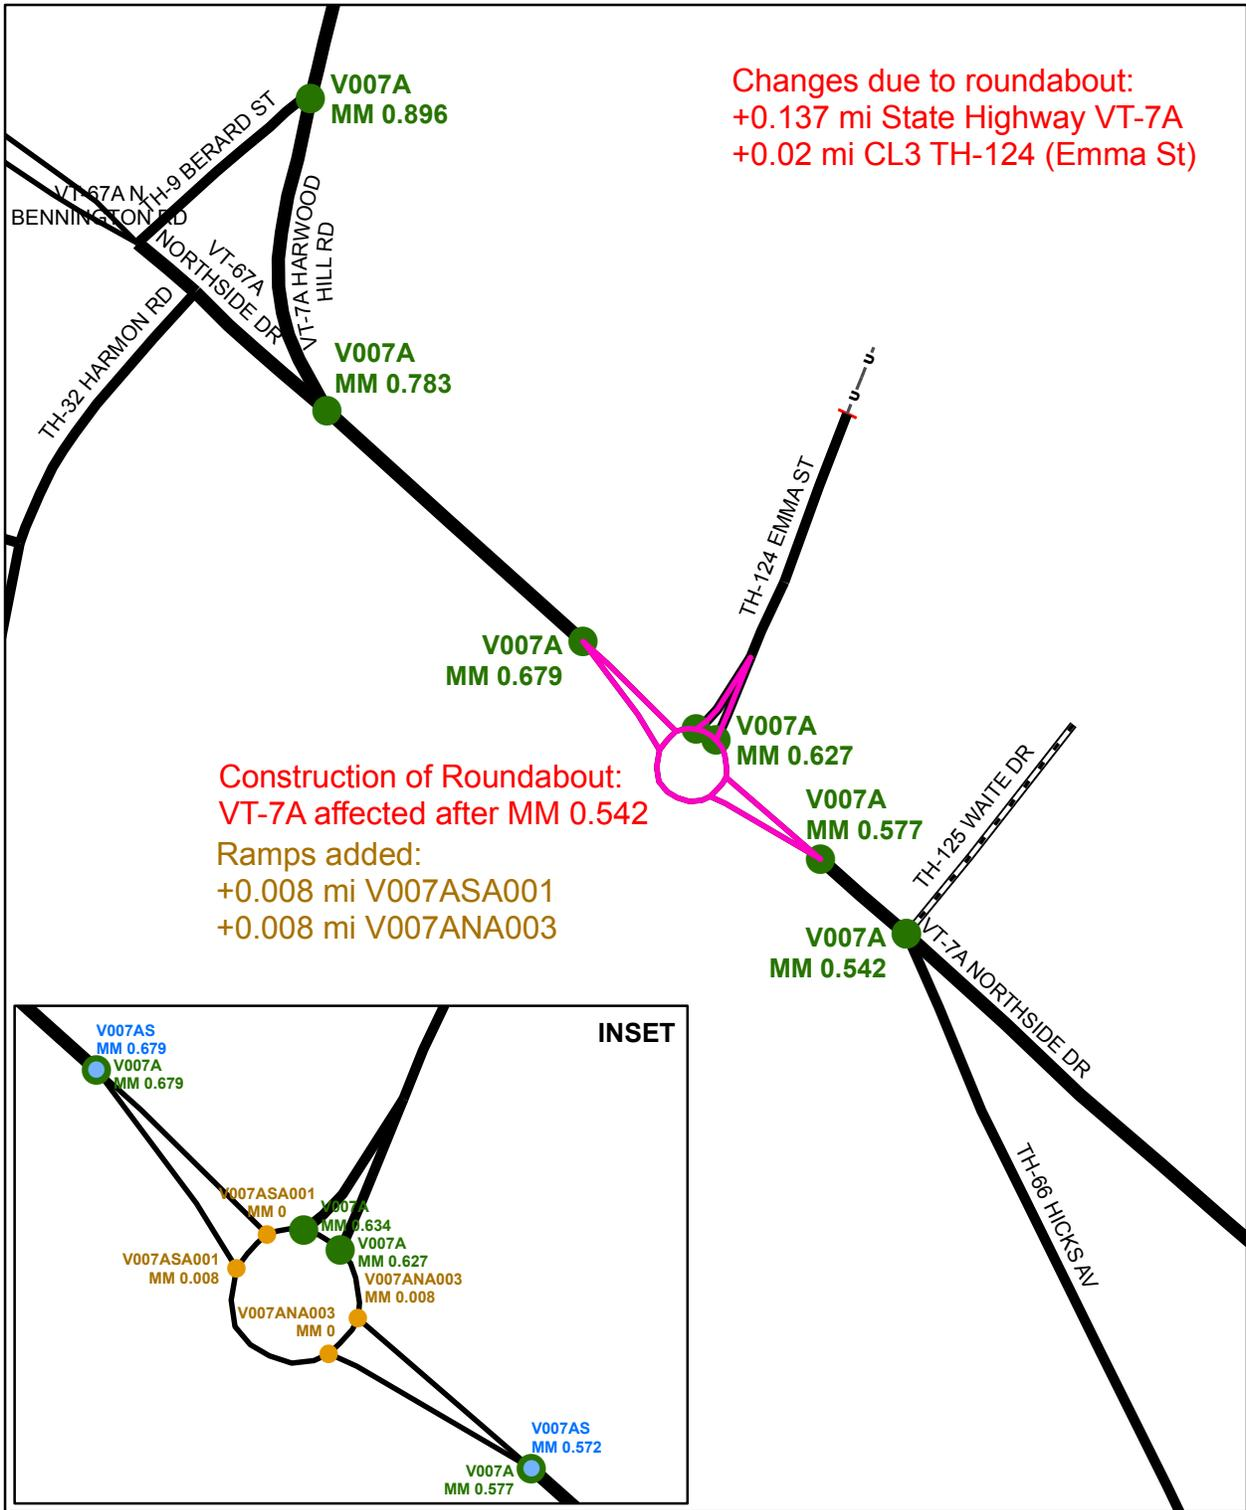 V007A
MM 0.896
Changes due to roundabout:
+0.137 mi State Highway VT-7A
+0.02 mi CL3 TH-124 (Emma St)
TH-9 BERARD ST
VT-67A N
BENNINGTON RD
VT-67A
NORTHSIDE DR
VT-7A HARWOOD
HILL RD
TH-32 HARMON RD
V007A
MM 0.783
U
U
TH-124 EMMA ST
V007A
MM 0.679
V007A
MM 0.627
Construction of Roundabout:
VT-7A affected after MM 0.542
V007A
MM 0.577
TH-125 WAITE DR
Ramps added:
+0.008 mi V007ASA001
+0.008 mi V007ANA003
V007A
MM 0.542
VT-7A NORTHSIDE DR
TH-66 HICKS AV
INSET
V007AS
MM 0.679
V007A
MM 0.679
V007ASA001
MM 0
V007A
MM 0.634
V007A
MM 0.627
V007ASA001
MM 0.008
V007ANA003
MM 0.008
V007ANA003
MM 0
V007AS
MM 0.572
V007A
MM 0.577